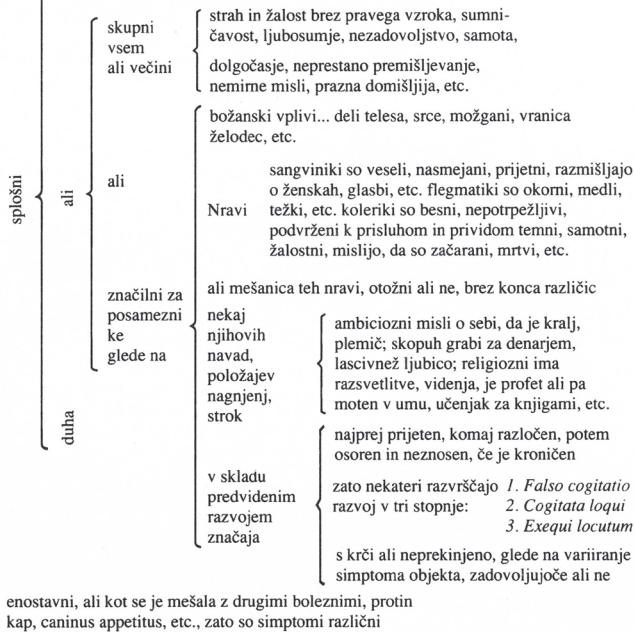 splošni
ali
duha
skupni
vsem
ali večini
strah in žalost brez pravega vzroka, sumni-
čavost, ljubosumje, nezadovoljstvo, samota,
dolgočasje, neprestano premišljevanje,
nemirne misli, prazna domišljija, etc.
ali
značilni za
posamezni
ke
glede na
božanski vplivi... deli telesa, srce, možgani, vranica
želodec, etc.
Nravi
sangviniki so veseli, nasmejani, prijetni, razmišljajo
o ženskah, glasbi, etc. flegmatiki so okorni, medli,
težki, etc. koleriki so besni, nepotrpežljivi,
podvrženi k prisluhom in prividom temni, samotni,
žalostni, mislijo, da so začarani, mrtvi, etc.
ali mešanica teh nravi, otožni ali ne, brez konca različic
nekaj
njihovih
navad,
položajev
nagnjenj,
strok
ambiciozni misli o sebi, da je kralj,
plemič; skopuh grabi za denarjem,
lascivnež ljubico; religiozni ima
razsvetlitve, videnja, je profet ali pa
moten v umu, učenjak za knjigami, etc.
v skladu
predvidenim
razvojem
značaja
najprej prijeten, komaj razločen, potem
osoren in neznosen, če je kroničen
zato nekateri razvrščajo 1. Falso cogitatio
razvoj v tri stopnje: 2. Cogitata loqui
3. Exequi locutum
s krči ali neprekinjeno, glede na variiranje
simptoma objekta, zadovoljujoče ali ne
enostavni, ali kot se je mešala z drugimi boleznimi, protin
kap, caninus appetitus, etc., zato so simptomi različni